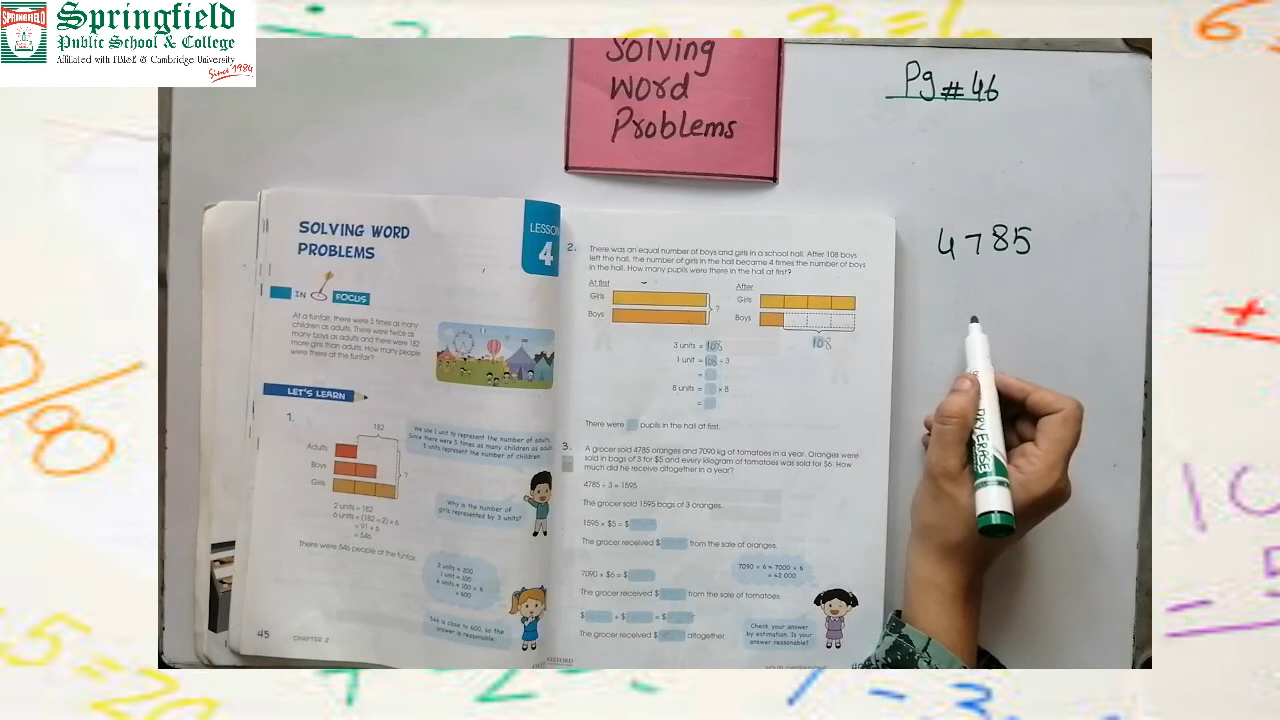 Springfield
Public School & College
Affiliated with TBSE & Cambridge University
Since 1984
SPRINGFIELD
Solving
Word
Problems
Pg # 46
4785
DRY ERASE
SOLVING WORD
PROBLEMS
LESSON
4
IN FOCUS
At a funfair, there were 5 times as many
children as adults. There were twice as
many boys as adults and there were 182
more girls than adults. How many people
were there at the funfair?
LET'S LEARN
1.
182
Adults
Boys
Girls
?
We use 1 unit to represent the number of adults.
Since there were 5 times as many children as adults
5 units represent the number of children.
Why is the number of
girls represented by 3 units?
2 units = 182
6 units = (182 ÷ 2) × 6
= 91 × 6
= 546
There were 546 people at the funfair.
2 units ≈ 200
1 unit ≈ 100
6 units ≈ 100 × 6
= 600
546 is close to 600, so the
answer is reasonable.
45
CHAPTER 2
2.
There was an equal number of boys and girls in a school hall. After 108 boys
left the hall, the number of girls in the hall became 4 times the number of boys
in the hall. How many pupils were there in the hall at first?
At first
After
Girls
Boys
?
Girls
Boys
108
3 units = 108
1 unit = 108 ÷ 3
=
8 units = × 8
=
There were pupils in the hall at first.
3.
A grocer sold 4785 oranges and 7090 kg of tomatoes in a year. Oranges were
sold in bags of 3 for $5 and every kilogram of tomatoes was sold for $6. How
much did he receive altogether in a year?
4785 ÷ 3 = 1595
The grocer sold 1595 bags of 3 oranges.
1595 × $5 = $
The grocer received $ from the sale of oranges.
7090 × $6 = $
7090 × 6 ≈ 7000 × 6
= 42 000
The grocer received $ from the sale of tomatoes.
$ + $ = $
The grocer received $ altogether.
Check your answer
by estimation. Is your
answer reasonable?
OXFORD